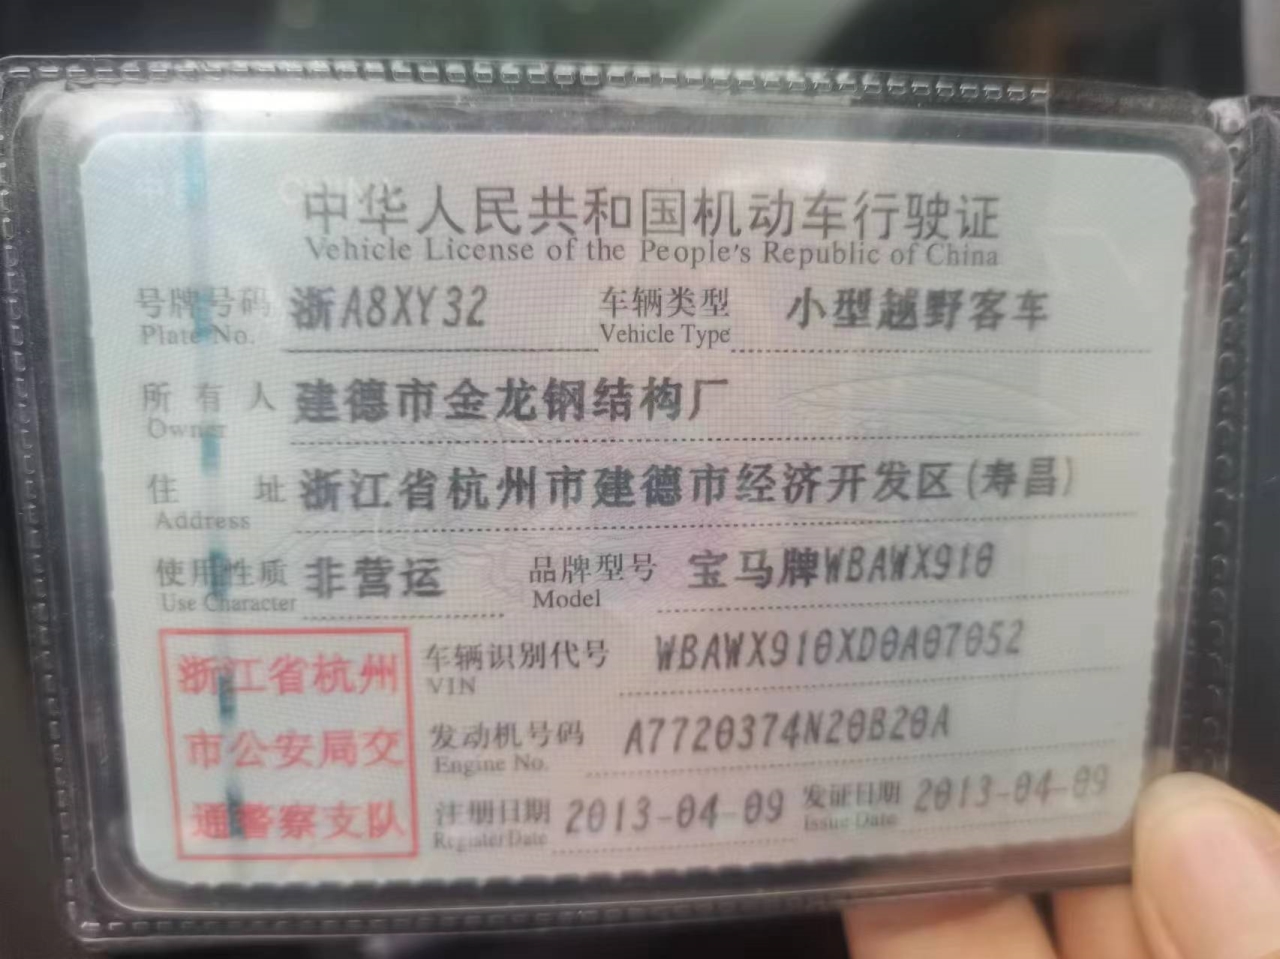 中华人民共和国机动车行驶证
Vehicle License of the People's Republic of China
号牌号码 浙A8XY32 车辆类型 小型越野客车
Plate No. Vehicle Type
所有人 建德市金龙钢结构厂
Owner
住址 浙江省杭州市建德市经济开发区(寿昌)
Address
使用性质 非营运 品牌型号 宝马牌WBAWX910
Use Character Model
浙江省杭州
市公安局交
通警察支队
车辆识别代号 WBAWX910XD0A07052
VIN
发动机号码 A7720374N20B20A
Engine No.
注册日期 2013-04-09 发证日期 2013-04-09
Register Date Issue Date